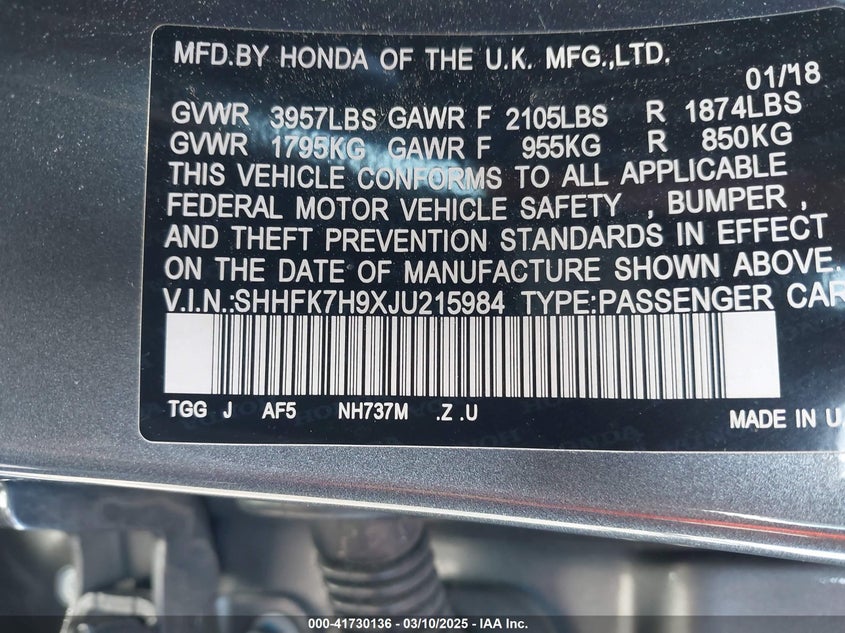 MFD.BY HONDA OF THE U.K. MFG.,LTD.
01/18
GVWR 3957LBS GAWR F 2105LBS R 1874LBS
GVWR 1795KG GAWR F 955KG R 850KG
THIS VEHICLE CONFORMS TO ALL APPLICABLE
FEDERAL MOTOR VEHICLE SAFETY , BUMPER ,
AND THEFT PREVENTION STANDARDS IN EFFECT
ON THE DATE OF MANUFACTURE SHOWN ABOVE.
V.I.N.:SHHFK7H9XJU215984 TYPE:PASSENGER CAR
TGG J AF5 NH737M .Z .U
MADE IN U.
000-41730136 - 03/10/2025 - IAA Inc.